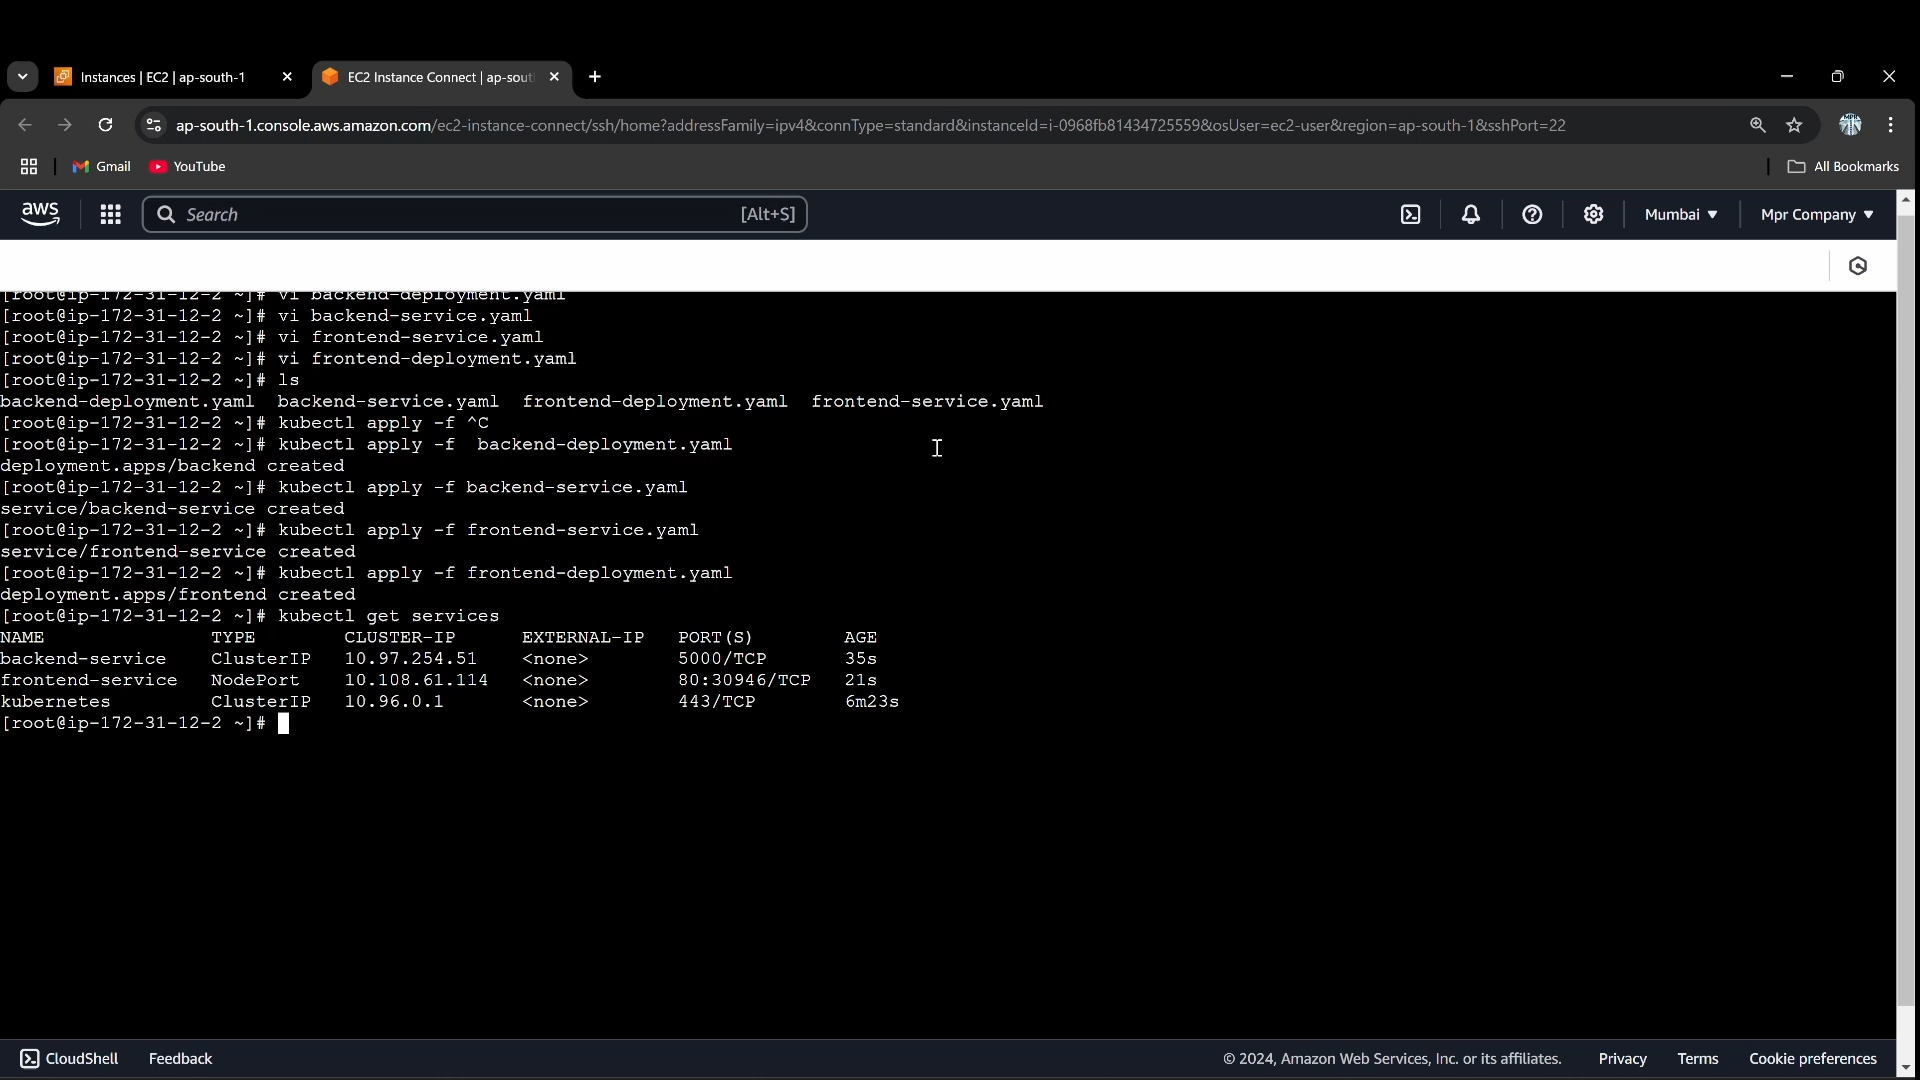 Instances | EC2 | ap-south-1
EC2 Instance Connect | ap-sout
ap-south-1.console.aws.amazon.com/ec2-instance-connect/ssh/home?addressFamily=ipv4&connType=standard&instanceId=i-0968fb81434725559&osUser=ec2-user&region=ap-south-1&sshPort=22
Gmail YouTube All Bookmarks
aws Search [Alt+S] Mumbai Mpr Company
[root@ip-172-31-12-2 ~]# vi backend-deployment.yaml
[root@ip-172-31-12-2 ~]# vi backend-service.yaml
[root@ip-172-31-12-2 ~]# vi frontend-service.yaml
[root@ip-172-31-12-2 ~]# vi frontend-deployment.yaml
[root@ip-172-31-12-2 ~]# ls
backend-deployment.yaml  backend-service.yaml  frontend-deployment.yaml  frontend-service.yaml
[root@ip-172-31-12-2 ~]# kubectl apply -f ^C
[root@ip-172-31-12-2 ~]# kubectl apply -f  backend-deployment.yaml
deployment.apps/backend created
[root@ip-172-31-12-2 ~]# kubectl apply -f backend-service.yaml
service/backend-service created
[root@ip-172-31-12-2 ~]# kubectl apply -f frontend-service.yaml
service/frontend-service created
[root@ip-172-31-12-2 ~]# kubectl apply -f frontend-deployment.yaml
deployment.apps/frontend created
[root@ip-172-31-12-2 ~]# kubectl get services
NAME               TYPE        CLUSTER-IP      EXTERNAL-IP   PORT(S)        AGE
backend-service    ClusterIP   10.97.254.51    <none>        5000/TCP       35s
frontend-service   NodePort    10.108.61.114   <none>        80:30946/TCP   21s
kubernetes         ClusterIP   10.96.0.1       <none>        443/TCP        6m23s
[root@ip-172-31-12-2 ~]#
CloudShell Feedback © 2024, Amazon Web Services, Inc. or its affiliates. Privacy Terms Cookie preferences